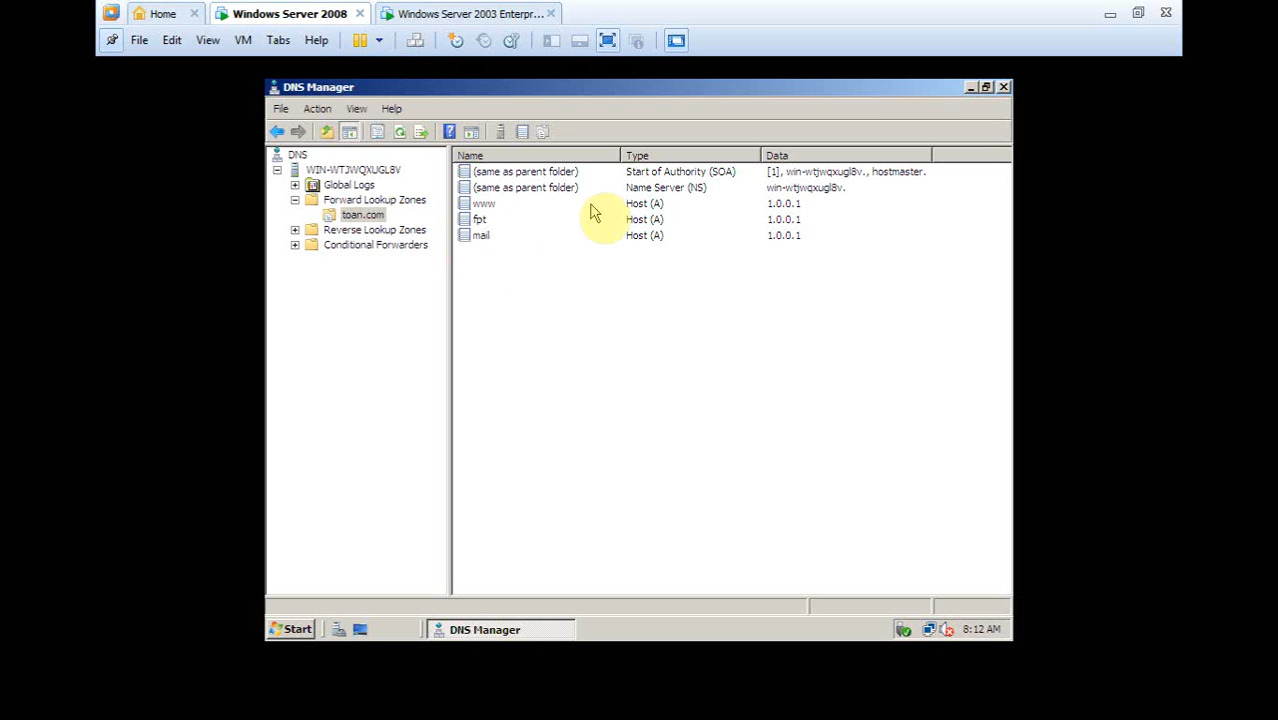 Home
Windows Server 2008
Windows Server 2003 Enterpr...
File Edit View VM Tabs Help
DNS Manager
File Action View Help
DNS
WIN-WTJWQXUGL8V
Global Logs
Forward Lookup Zones
toan.com
Reverse Lookup Zones
Conditional Forwarders
Name Type Data
(same as parent folder) Start of Authority (SOA) [1], win-wtjwqxugl8v., hostmaster.
(same as parent folder) Name Server (NS) win-wtjwqxugl8v.
www Host (A) 1.0.0.1
fpt Host (A) 1.0.0.1
mail Host (A) 1.0.0.1
Start DNS Manager 8:12 AM